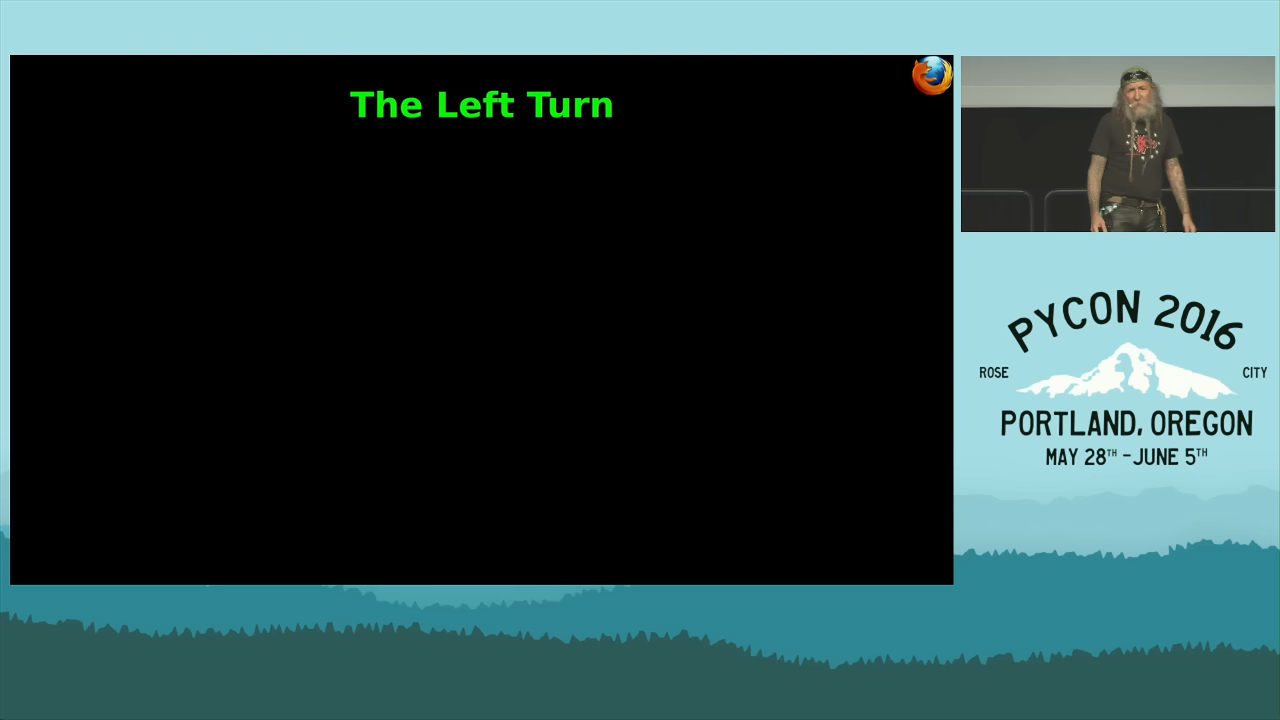 The Left Turn
PYCON 2016
ROSE CITY
PORTLAND, OREGON
MAY 28TH - JUNE 5TH